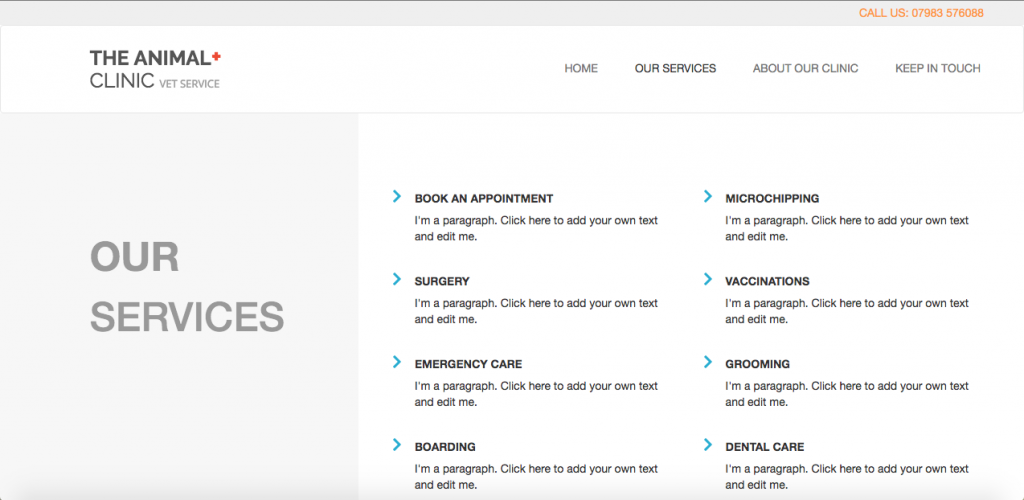 CALL US: 07983 576088
THE ANIMAL+
CLINIC VET SERVICE
HOME OUR SERVICES ABOUT OUR CLINIC KEEP IN TOUCH
OUR
SERVICES
BOOK AN APPOINTMENT
I'm a paragraph. Click here to add your own text
and edit me.
MICROCHIPPING
I'm a paragraph. Click here to add your own text
and edit me.
SURGERY
I'm a paragraph. Click here to add your own text
and edit me.
VACCINATIONS
I'm a paragraph. Click here to add your own text
and edit me.
EMERGENCY CARE
I'm a paragraph. Click here to add your own text
and edit me.
GROOMING
I'm a paragraph. Click here to add your own text
and edit me.
BOARDING
I'm a paragraph. Click here to add your own text
and edit me.
DENTAL CARE
I'm a paragraph. Click here to add your own text
and edit me.